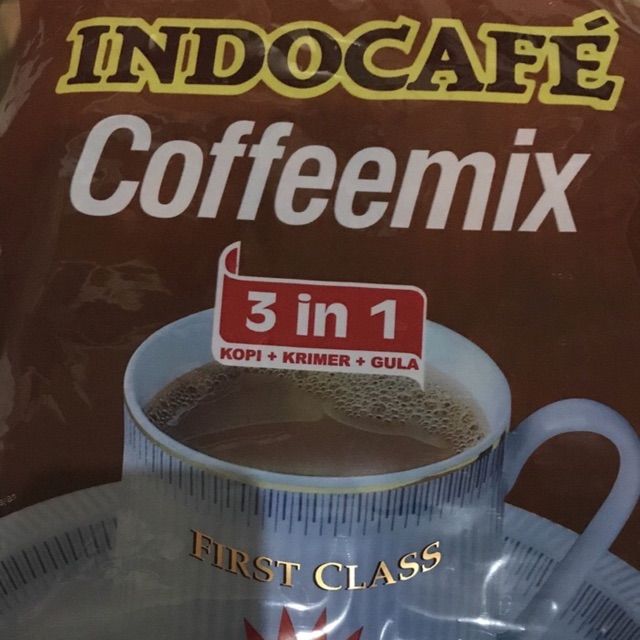 INDOCAFÉ
Coffeemix
3 in 1
KOPI + KRIMER + GULA
FIRST CLASS